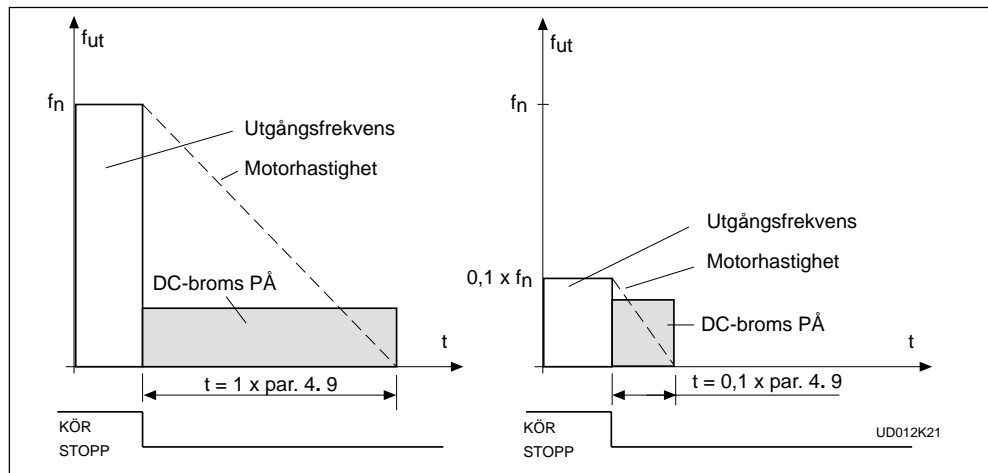 fut
fn
Utgångsfrekvens
Motorhastighet
DC-broms PÅ
t
t = 1 x par. 4. 9
KÖR
STOPP
fut
fn
Utgångsfrekvens
Motorhastighet
0,1 x fn
DC-broms PÅ
t
t = 0,1 x par. 4. 9
KÖR
STOPP
UD012K21